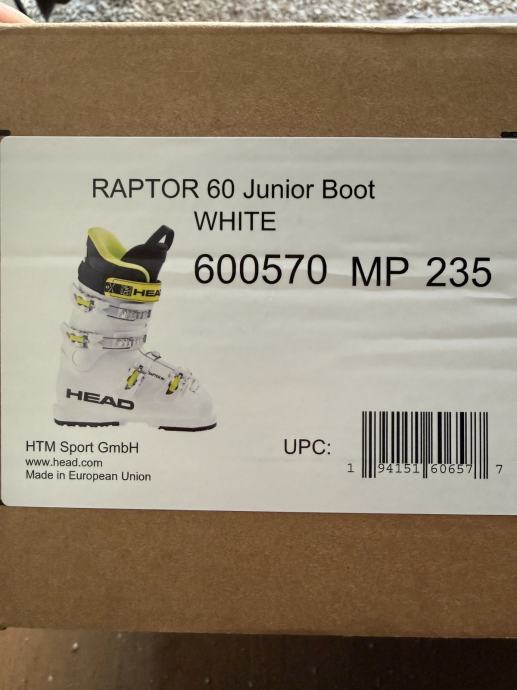 RAPTOR 60 Junior Boot
WHITE
600570 MP 235
HEAD
HEAD
HTM Sport GmbH
www.head.com
Made in European Union
UPC:
1 94151 60657 7